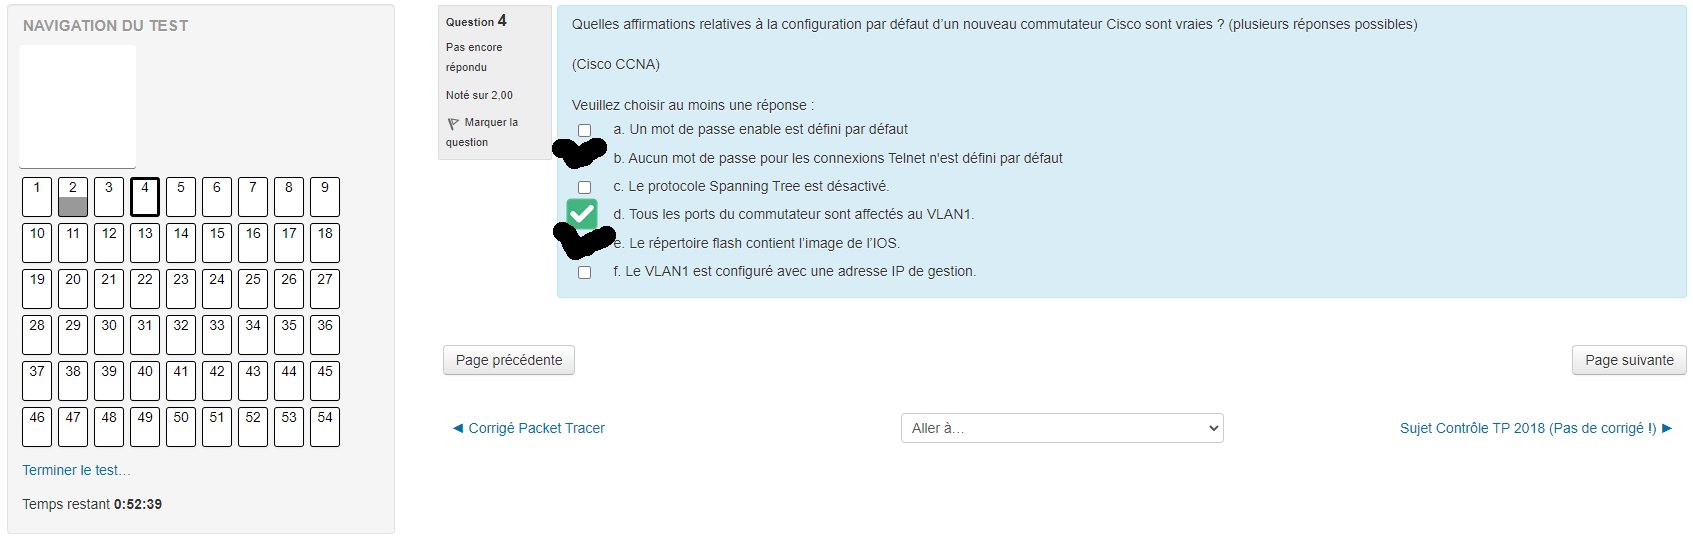 NAVIGATION DU TEST
1 2 3 4 5 6 7 8 9
10 11 12 13 14 15 16 17 18
19 20 21 22 23 24 25 26 27
28 29 30 31 32 33 34 35 36
37 38 39 40 41 42 43 44 45
46 47 48 49 50 51 52 53 54
Terminer le test…
Temps restant 0:52:39
Question 4
Pas encore
répondu
Noté sur 2,00
Marquer la
question
Quelles affirmations relatives à la configuration par défaut d’un nouveau commutateur Cisco sont vraies ? (plusieurs réponses possibles)
(Cisco CCNA)
Veuillez choisir au moins une réponse :
a. Un mot de passe enable est défini par défaut
b. Aucun mot de passe pour les connexions Telnet n'est défini par défaut
c. Le protocole Spanning Tree est désactivé.
d. Tous les ports du commutateur sont affectés au VLAN1.
e. Le répertoire flash contient l’image de l’IOS.
f. Le VLAN1 est configuré avec une adresse IP de gestion.
Page précédente
Page suivante
◄ Corrigé Packet Tracer
Aller à…
Sujet Contrôle TP 2018 (Pas de corrigé !) ►